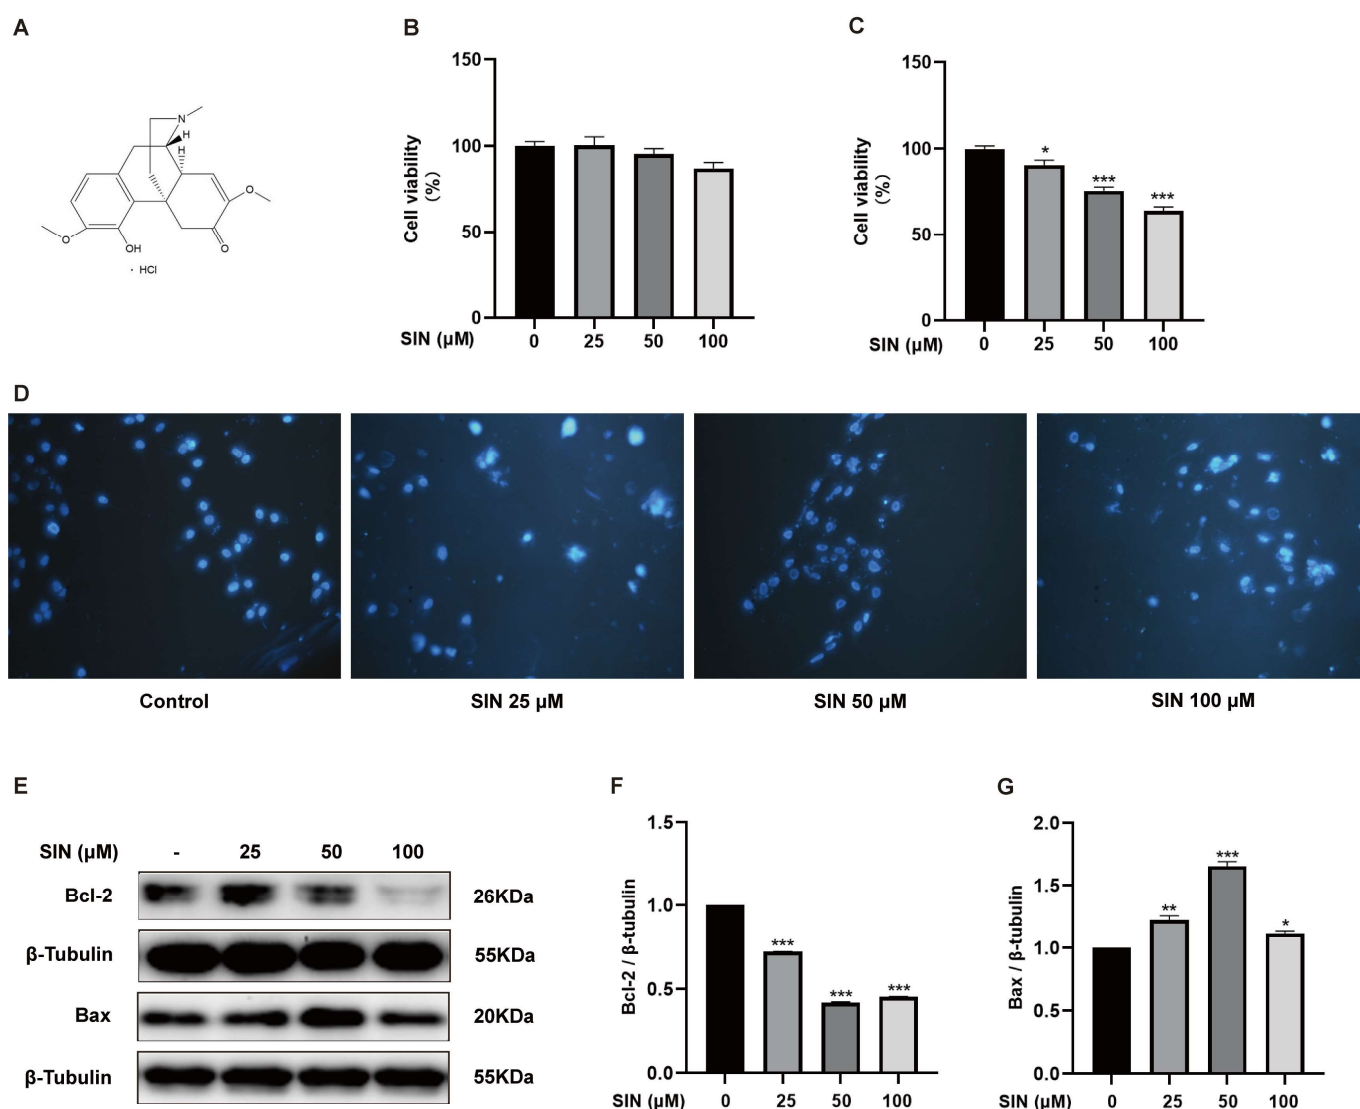 A
N
H
H
O
O
OH
O
· HCl
B
150
100
50
0
Cell viability
(%)
SIN (μM)
0 25 50 100
C
150
100
50
0
Cell viability
(%)
* *** ***
SIN (μM)
0 25 50 100
D
Control
SIN 25 μM
SIN 50 μM
SIN 100 μM
E
SIN (μM) - 25 50 100
Bcl-2 26KDa
β-Tubulin 55KDa
Bax 20KDa
β-Tubulin 55KDa
F
1.5
1.0
0.5
0.0
Bcl-2 / β-tubulin
*** *** ***
SIN (μM) 0 25 50 100
G
2.0
1.5
1.0
0.5
0.0
Bax / β-tubulin
** *** *
SIN (μM) 0 25 50 100